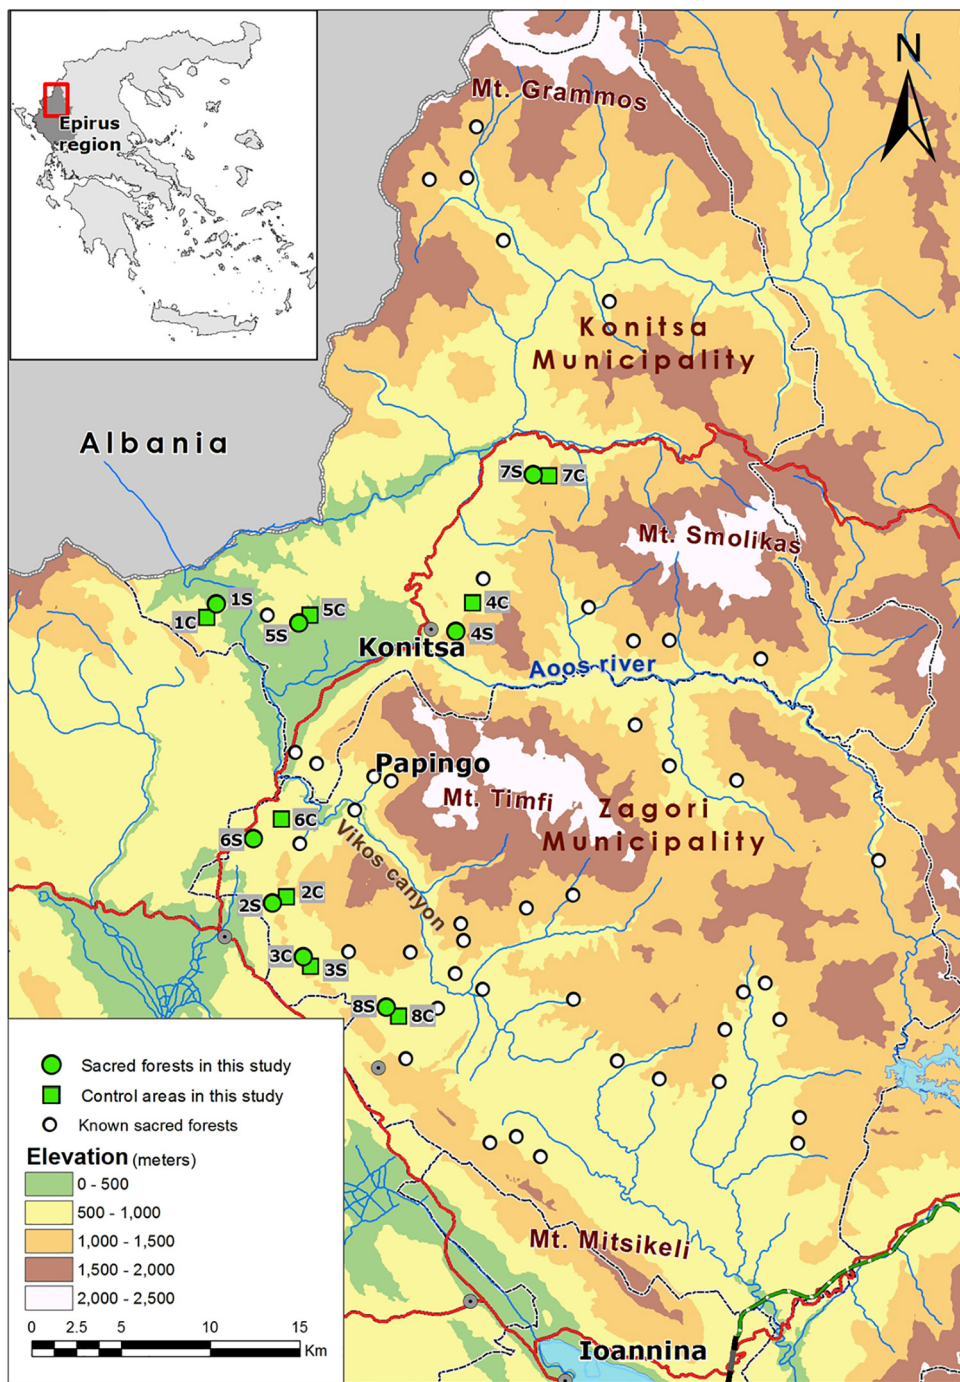 Epirus
region
N
Mt. Grammos
Konitsa
Municipality
Albania
7S
7C
Mt. Smolikas
1S
1C
5C
5S
4C
4S
Konitsa
Aoos river
Papingo
Mt. Timfi
Zagori
Municipality
6C
6S
Vikos canyon
2C
2S
3C
3S
8S
8C
Sacred forests in this study
Control areas in this study
Known sacred forests
Elevation (meters)
0 - 500
500 - 1,000
1,000 - 1,500
1,500 - 2,000
2,000 - 2,500
0 2.5 5 10 15
Km
Mt. Mitsikeli
Ioannina